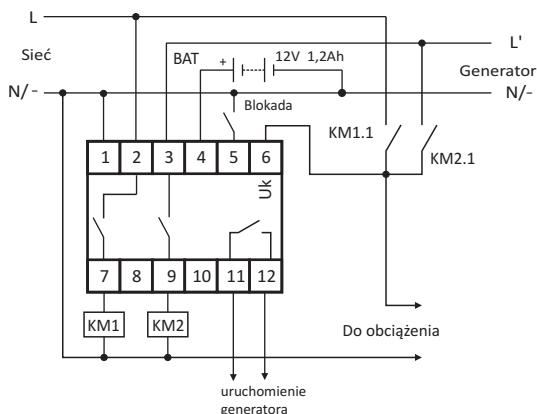 L
Sieć
N/-
BAT
+
-
12V 1,2Ah
L'
Generator
N/-
Blokada
KM1.1
KM2.1
1 2 3 4 5 6
Uk
7 8 9 10 11 12
KM1
KM2
Do obciążenia
uruchomienie
generatora